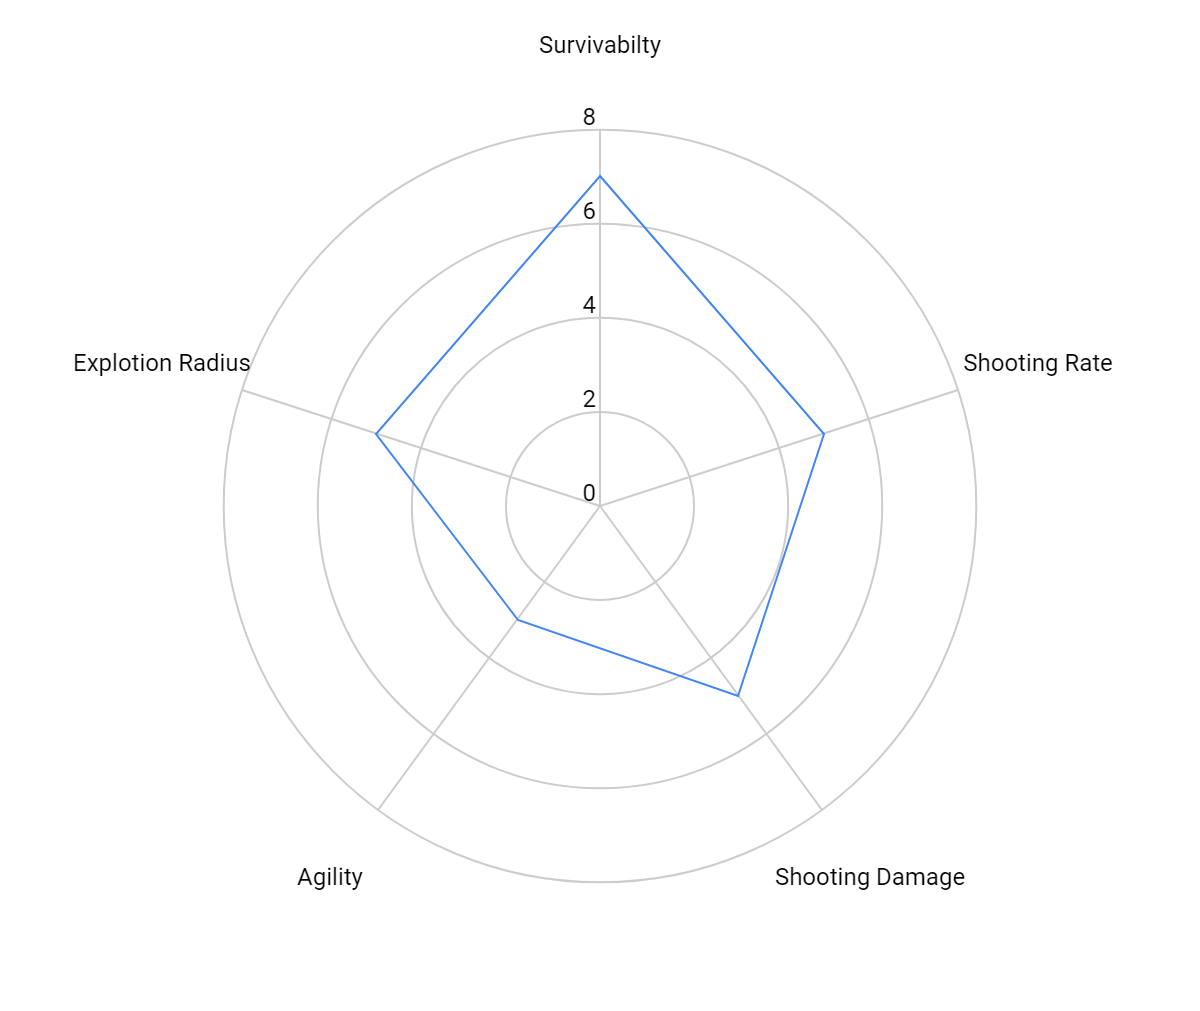 Survivabilty
8
6
4
Explotion Radius
Shooting Rate
2
0
Agility
Shooting Damage